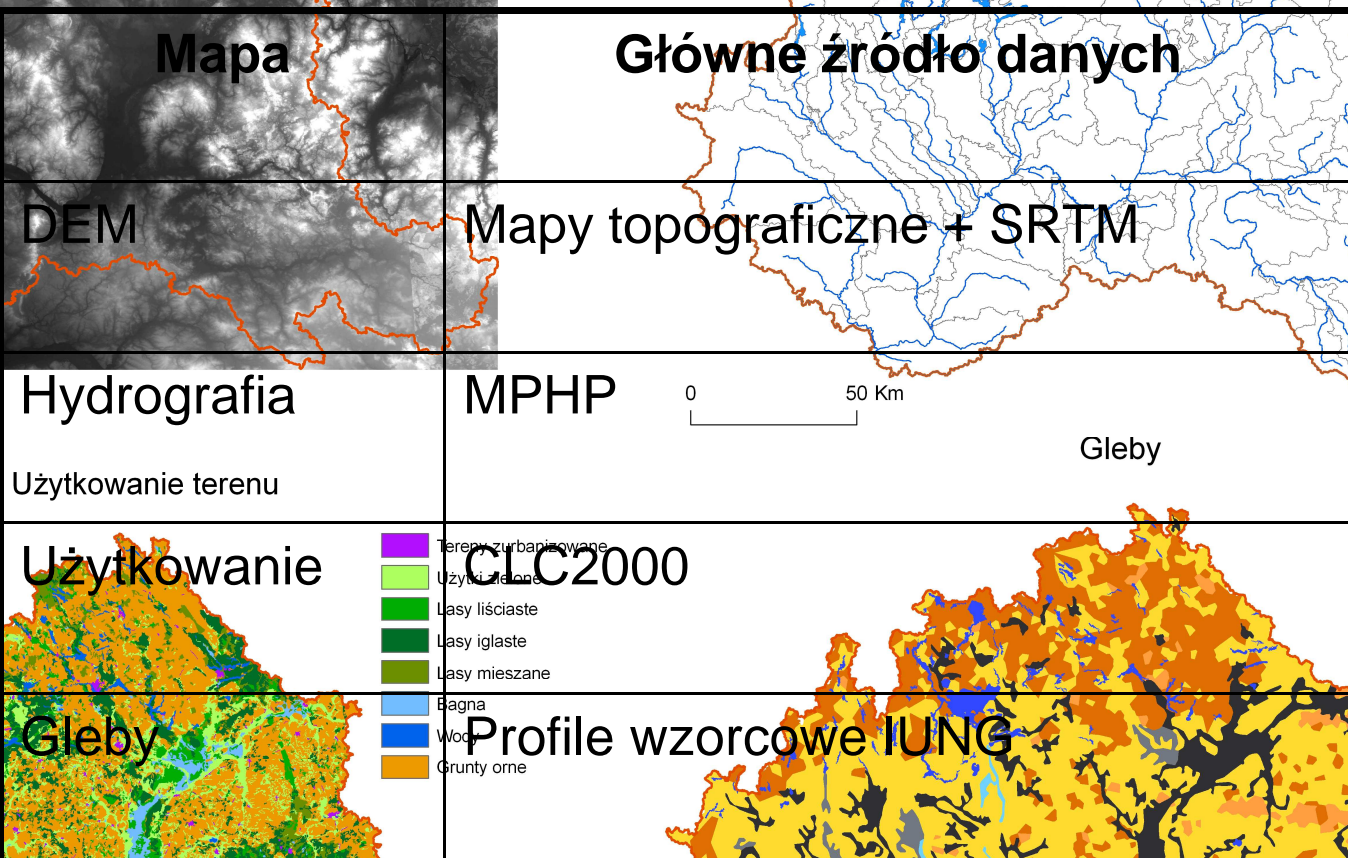 Mapa
Główne źródło danych
DEM
Mapy topograficzne + SRTM
Hydrografia
MPHP
0
50 Km
Gleby
Użytkowanie terenu
Użytkowanie
CLC2000
Tereny zurbanizowane
Użytki zielone
Lasy liściaste
Lasy iglaste
Lasy mieszane
Bagna
Wody
Grunty orne
Gleby
Profile wzorcowe IUNG